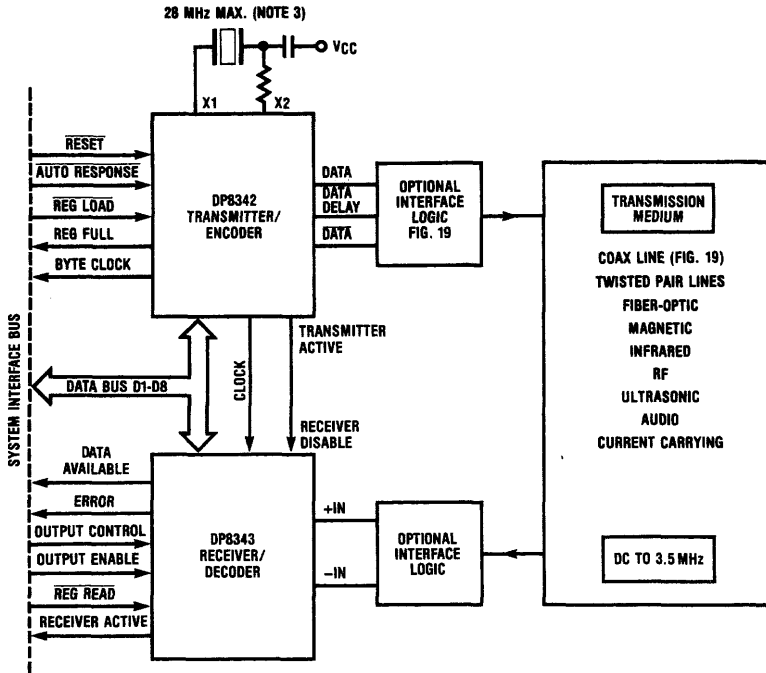 28 MHz MAX. (NOTE 3)
VCC
X1
X2
RESET
AUTO RESPONSE
REG LOAD
REG FULL
BYTE CLOCK
DP8342
TRANSMITTER/
ENCODER
DATA
DATA
DELAY
DATA
OPTIONAL
INTERFACE
LOGIC
FIG. 19
TRANSMISSION
MEDIUM
COAX LINE (FIG. 19)
TWISTED PAIR LINES
FIBER-OPTIC
MAGNETIC
INFRARED
RF
ULTRASONIC
AUDIO
CURRENT CARRYING
DC TO 3.5 MHz
SYSTEM INTERFACE BUS
DATA BUS D1-D8
CLOCK
TRANSMITTER
ACTIVE
RECEIVER
DISABLE
DATA
AVAILABLE
ERROR
OUTPUT CONTROL
OUTPUT ENABLE
REG READ
RECEIVER ACTIVE
DP8343
RECEIVER/
DECODER
+IN
−IN
OPTIONAL
INTERFACE
LOGIC